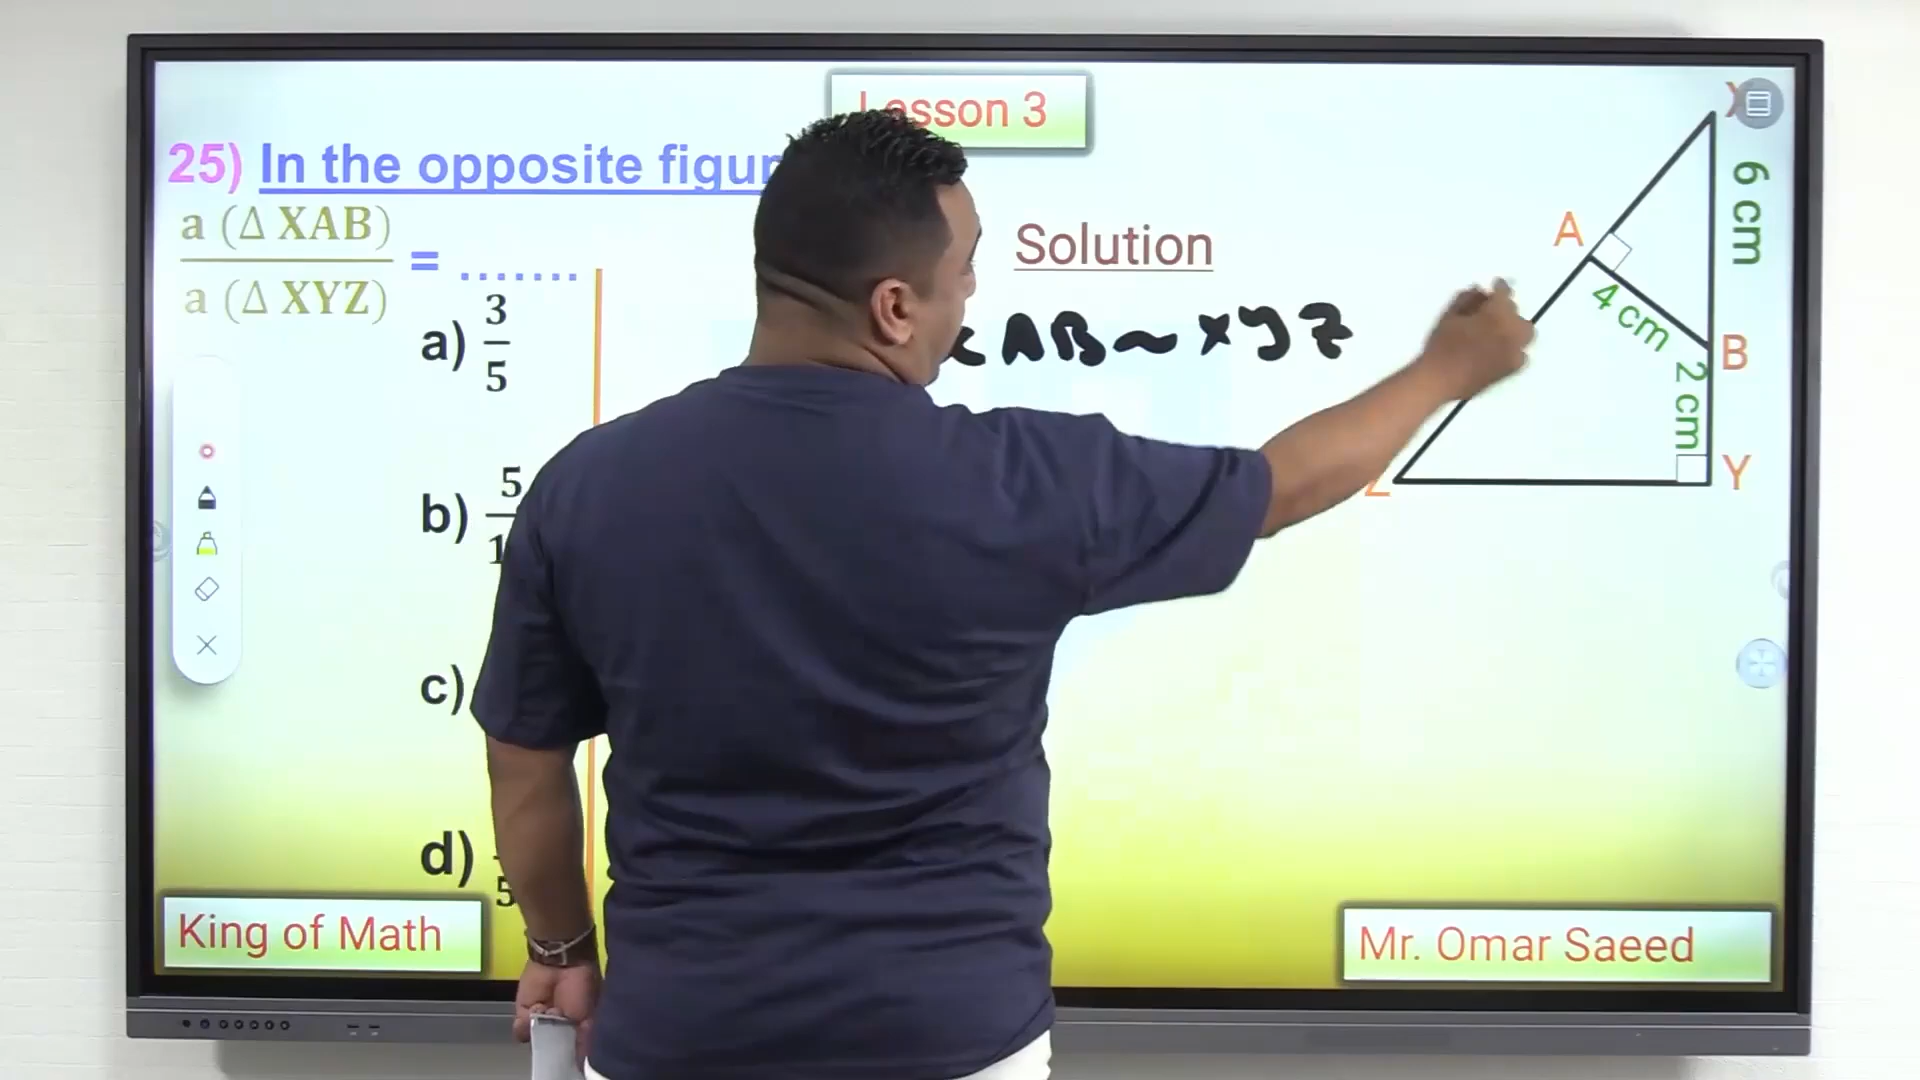 Lesson 3
25) In the opposite figur
a (Δ XAB)
a (Δ XYZ)
= .......
a) 3/5
b) 5
c)
d)
5
Solution
AB ~ XYZ
X
6 cm
A
4 cm
B
2 cm
Y
Z
King of Math
Mr. Omar Saeed